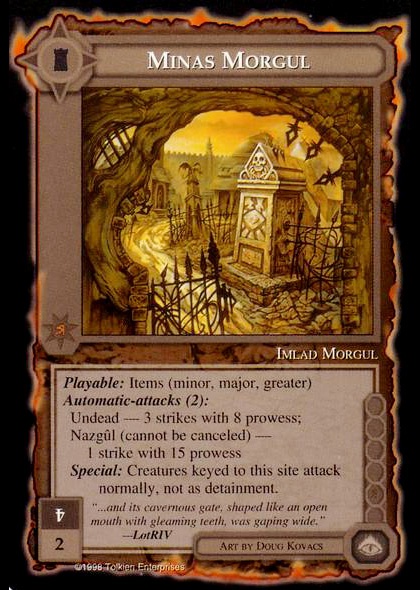 Minas Morgul
Imlad Morgul
Playable: Items (minor, major, greater)
Automatic-attacks (2):
Undead — 3 strikes with 8 prowess;
Nazgûl (cannot be canceled) —
1 strike with 15 prowess
Special: Creatures keyed to this site attack
normally, not as detainment.
"...and its cavernous gate, shaped like an open
mouth with gleaming teeth, was gaping wide."
—LotRIV
2
Art by Doug Kovacs
©1998 Tolkien Enterprises